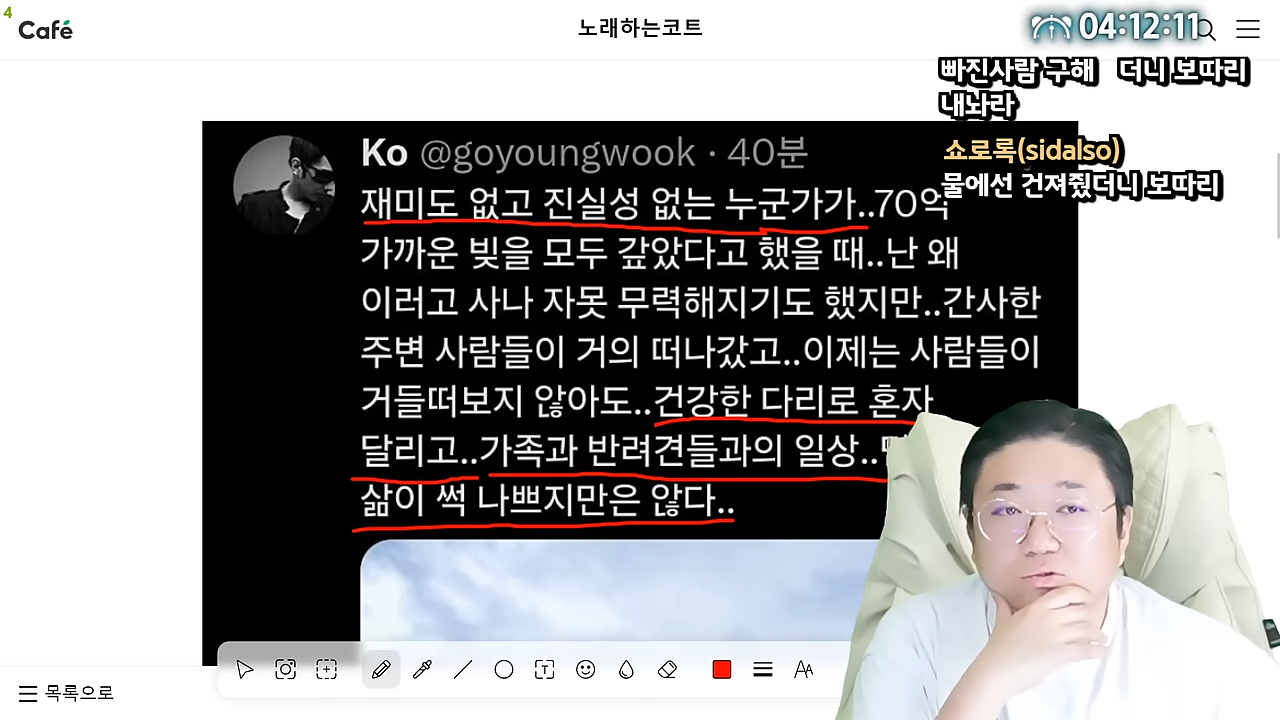 4
Café
노래하는코트
04:12:11
빠진사람 구해 더니 보따리
내놔라
쇼로록(sidalso)
물에선 건져줬더니 보따리
Ko @goyoungwook · 40분
재미도 없고 진실성 없는 누군가가..70억
가까운 빚을 모두 갚았다고 했을 때..난 왜
이러고 사나 자못 무력해지기도 했지만..간사한
주변 사람들이 거의 떠나갔고..이제는 사람들이
거들떠보지 않아도..건강한 다리로 혼자
달리고..가족과 반려견들과의 일상..
삶이 썩 나쁘지만은 않다..
목록으로